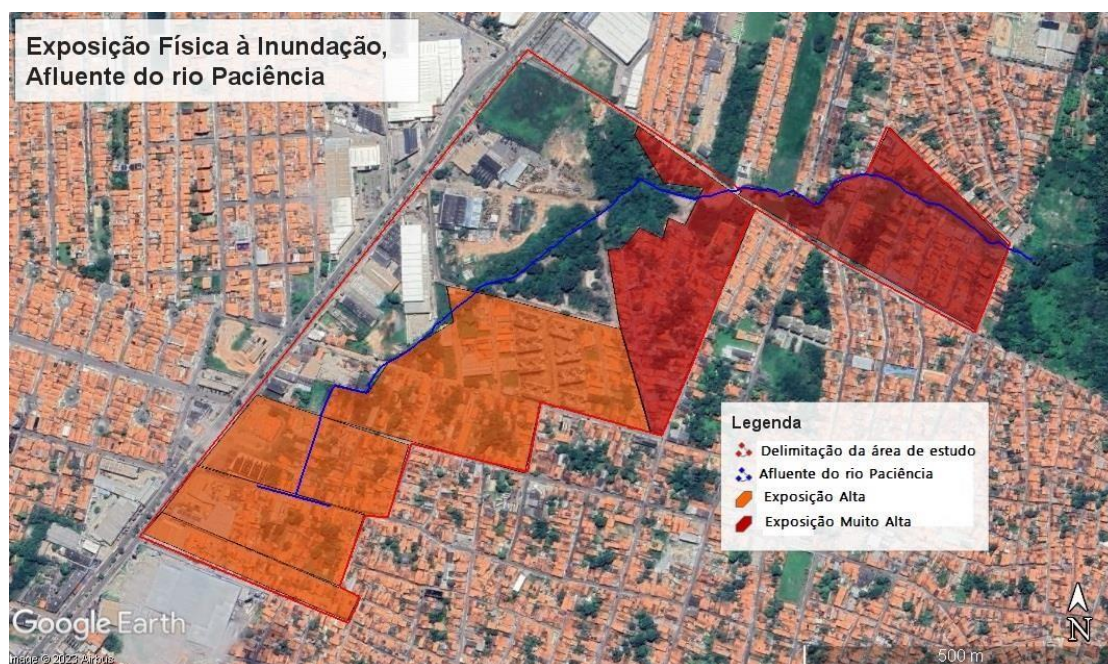 Exposição Física à Inundação,
Afluente do rio Paciência
Legenda
Delimitação da área de estudo
Afluente do rio Paciência
Exposição Alta
Exposição Muito Alta
Google Earth
Image © 2023 Airbus
500 m
N